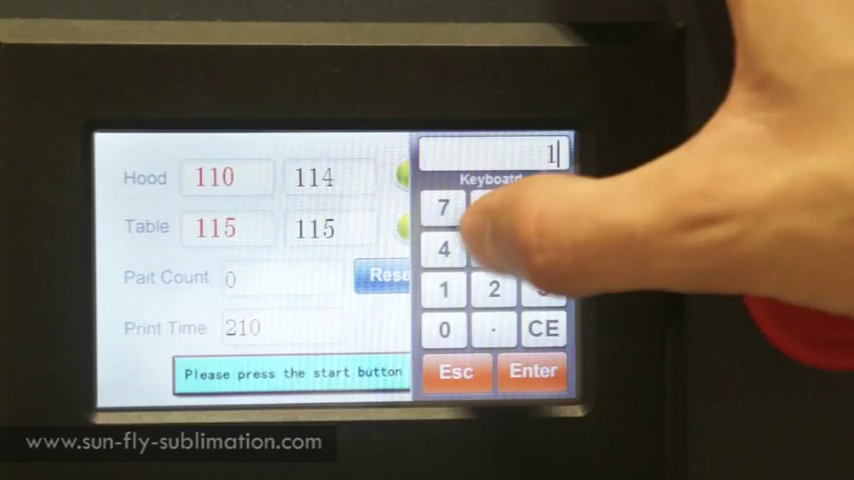 Hood 110 114
Table 115 115
Pait Count 0 Rese
Print Time 210
Please press the start button
1
Keyboard
7
4
1 2
0 . CE
Esc Enter
www.sun-fly-sublimation.com